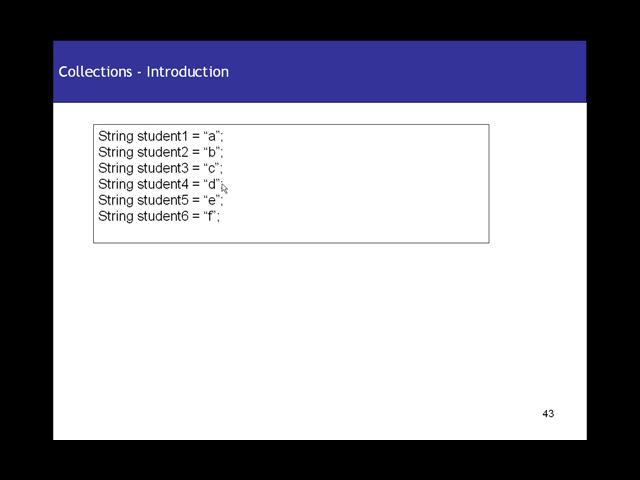 Collections - Introduction
String student1 = “a”;
String student2 = “b”;
String student3 = “c”;
String student4 = “d”;
String student5 = “e”;
String student6 = “f”;
43